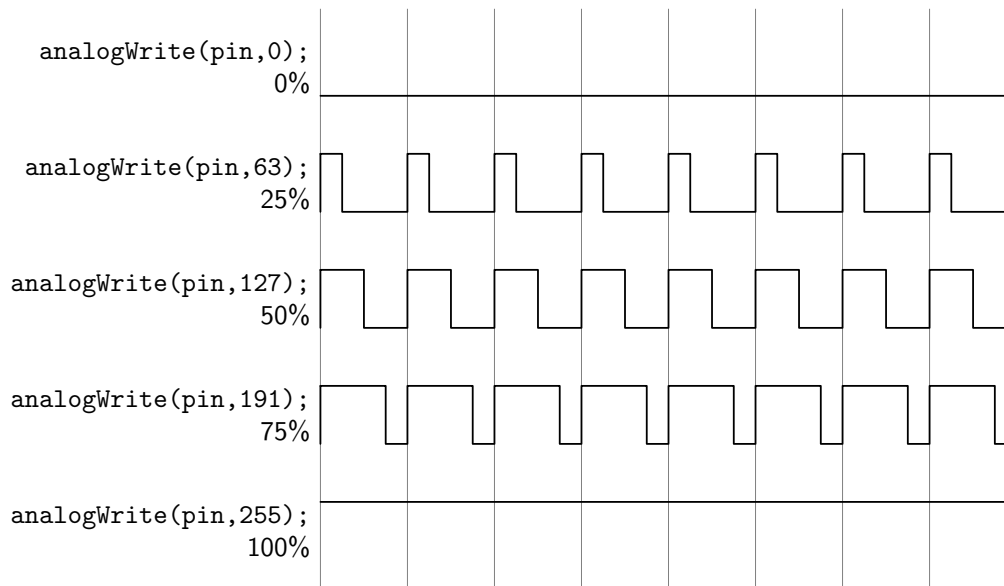 analogWrite(pin,0);
0%
analogWrite(pin,63);
25%
analogWrite(pin,127);
50%
analogWrite(pin,191);
75%
analogWrite(pin,255);
100%